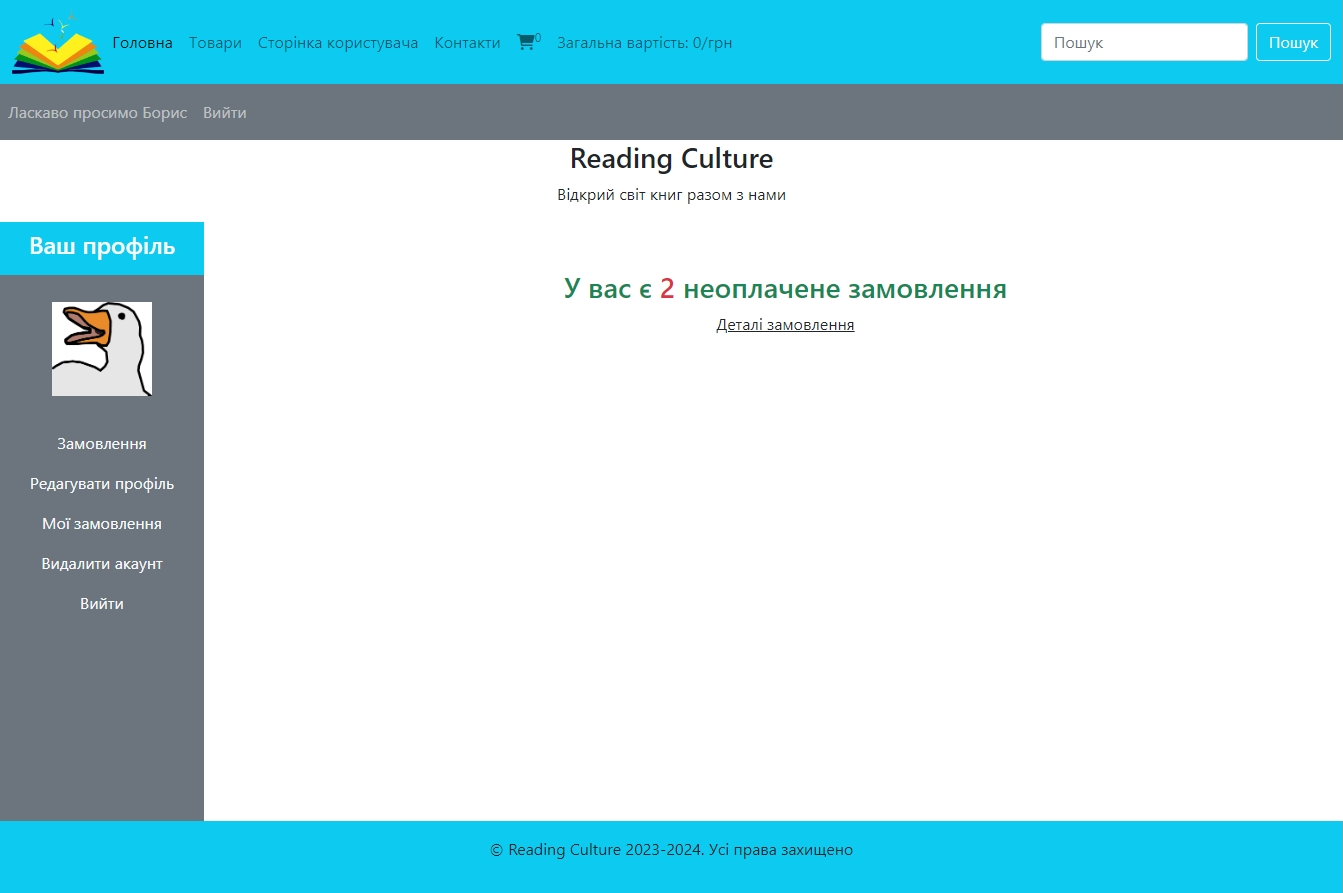 Головна Товари Сторінка користувача Контакти 0 Загальна вартість: 0/грн Пошук Пошук
Ласкаво просимо Борис Вийти
Reading Culture
Відкрий світ книг разом з нами
Ваш профіль
У вас є 2 неоплачене замовлення
Деталі замовлення
Замовлення
Редагувати профіль
Мої замовлення
Видалити акаунт
Вийти
© Reading Culture 2023-2024. Усі права захищено